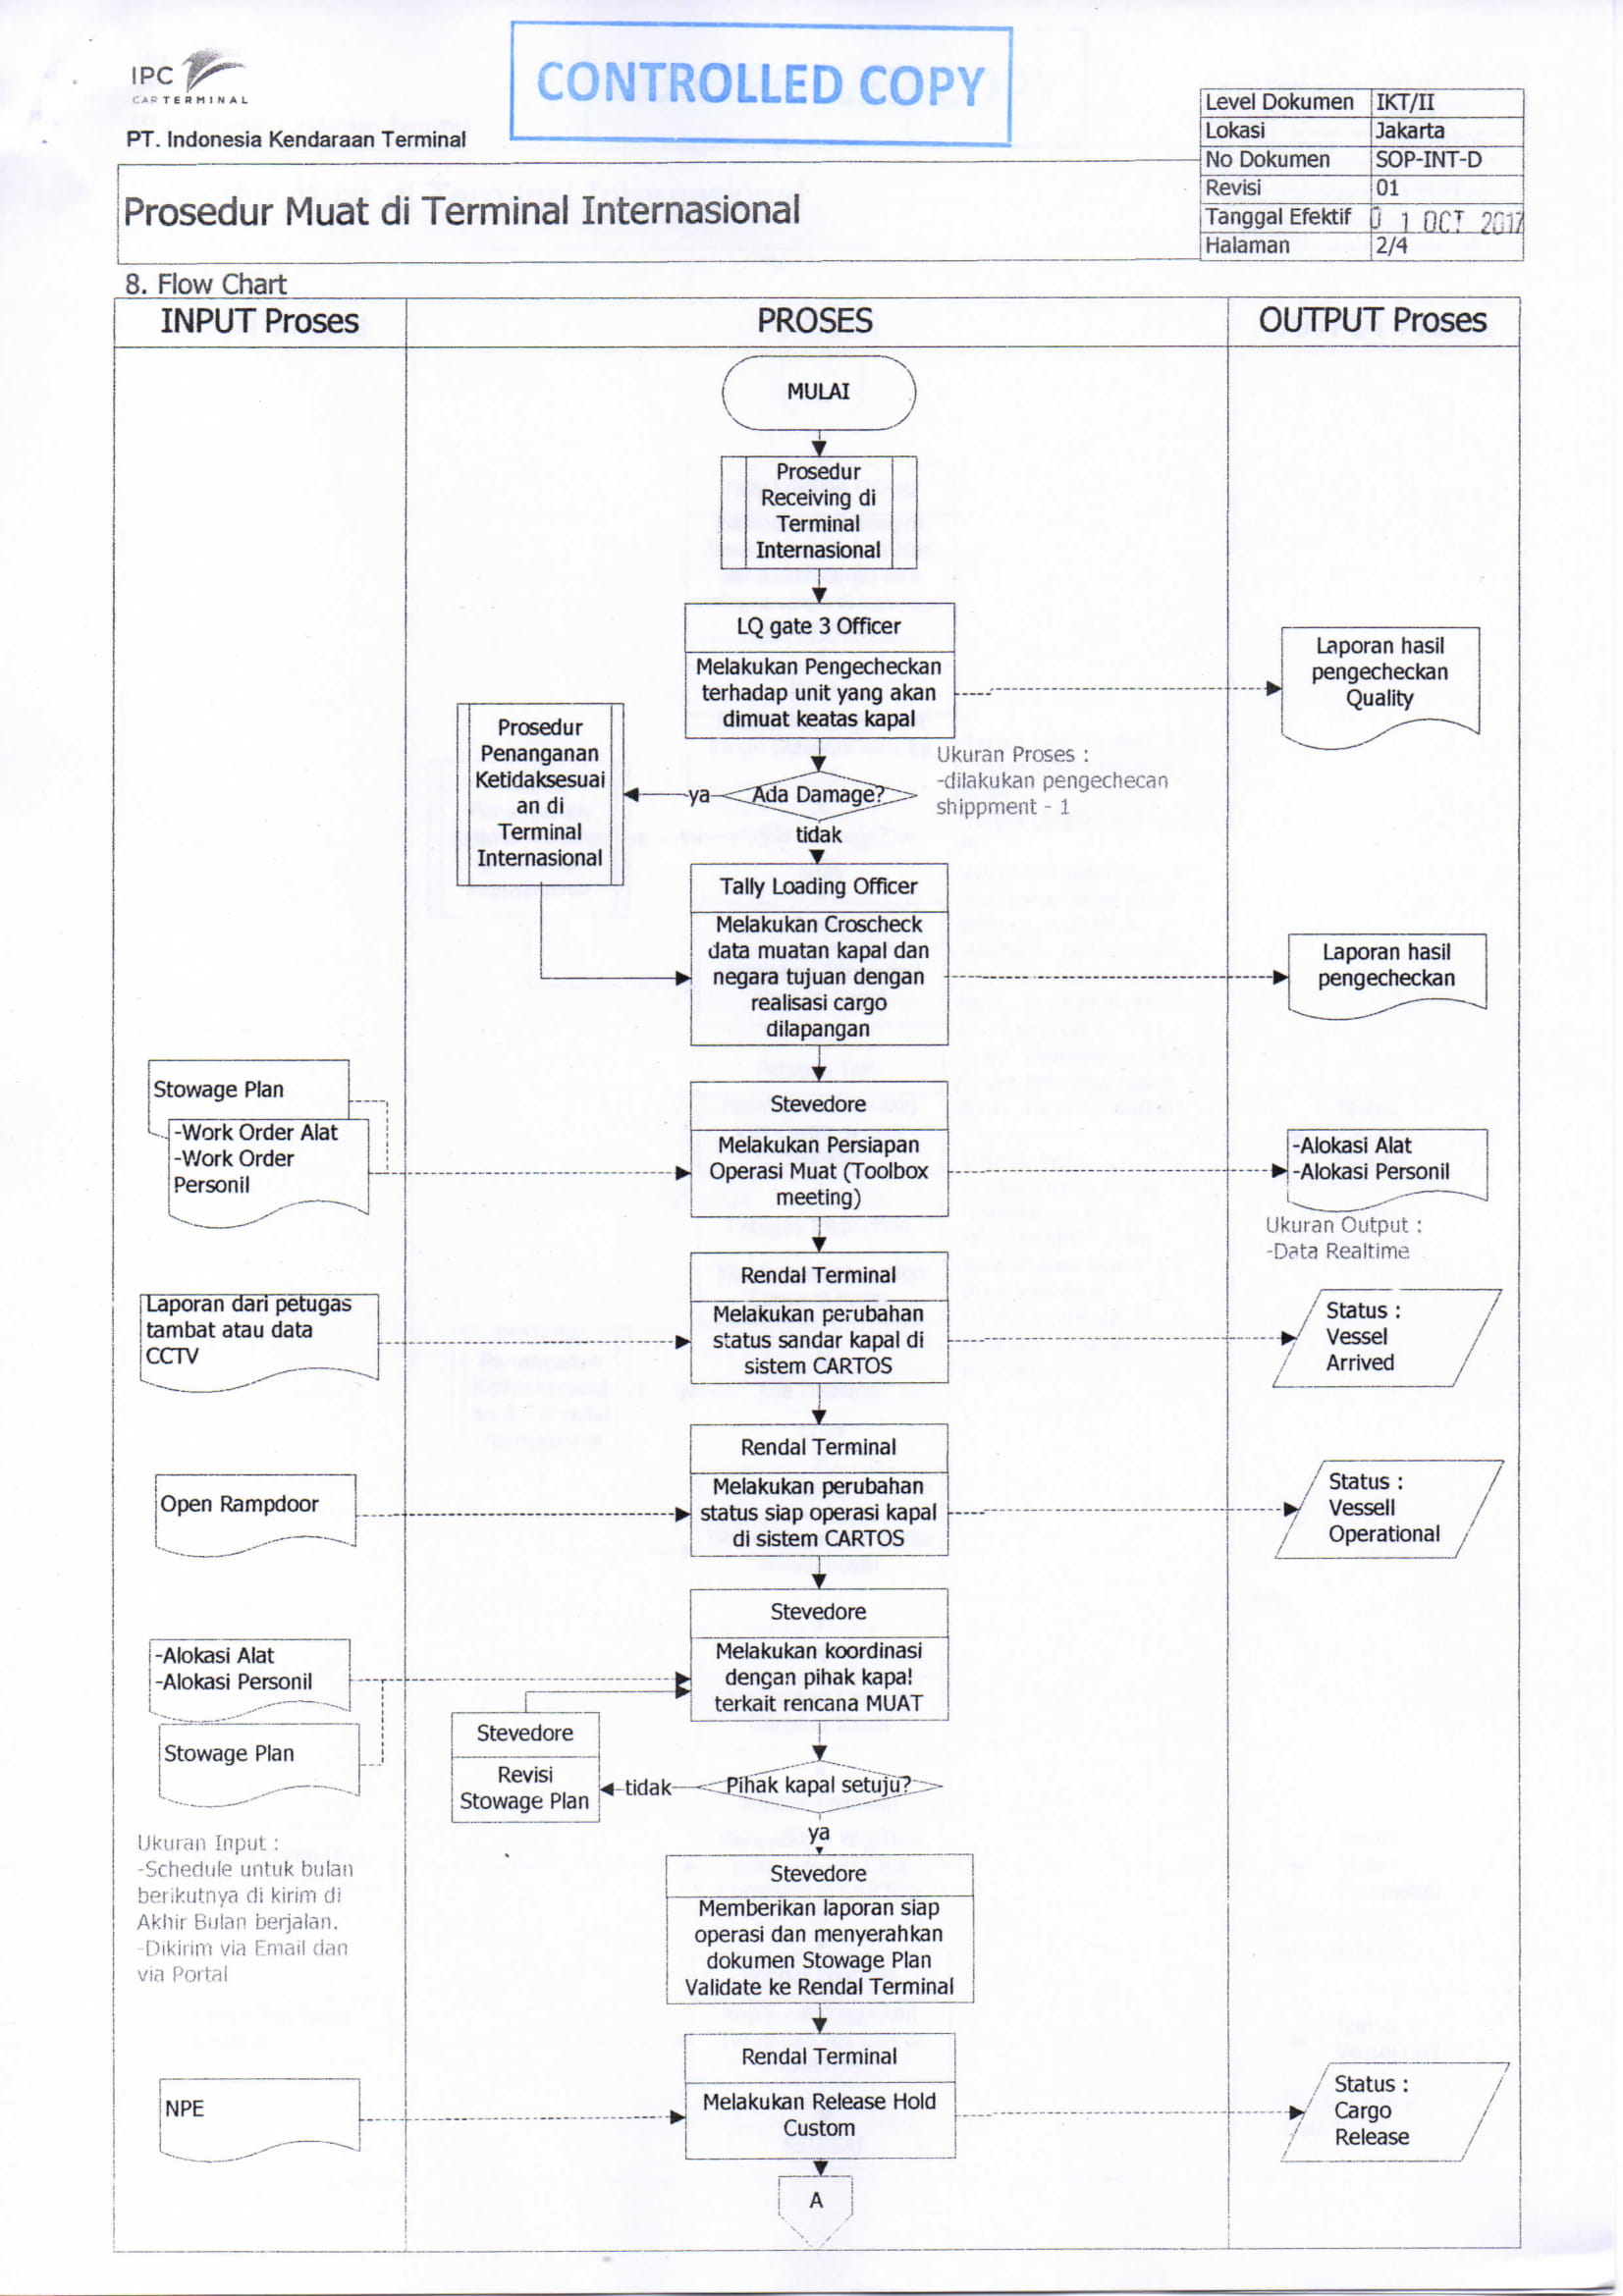 IPC
CAR TERMINAL
PT. Indonesia Kendaraan Terminal
CONTROLLED COPY
Level Dokumen IKT/II
Lokasi Jakarta
No Dokumen SOP-INT-D
Revisi 01
Tanggal Efektif 0 1 OCT 2017
Halaman 2/4
Prosedur Muat di Terminal Internasional
8. Flow Chart
INPUT Proses
PROSES
OUTPUT Proses
MULAI
Prosedur
Receiving di
Terminal
Internasional
LQ gate 3 Officer
Melakukan Pengecheckan
terhadap unit yang akan
dimuat keatas kapal
Laporan hasil
pengecheckan
Quality
Ukuran Proses :
-dilakukan pengechecan
shippment - 1
Ada Damage?
ya
tidak
Prosedur
Penanganan
Ketidaksesuai
an di
Terminal
Internasional
Tally Loading Officer
Melakukan Croscheck
data muatan kapal dan
negara tujuan dengan
realisasi cargo
dilapangan
Laporan hasil
pengecheckan
Stowage Plan
-Work Order Alat
-Work Order
Personil
Stevedore
Melakukan Persiapan
Operasi Muat (Toolbox
meeting)
-Alokasi Alat
-Alokasi Personil
Ukuran Output :
-Data Realtime
Laporan dari petugas
tambat atau data
CCTV
Rendal Terminal
Melakukan perubahan
status sandar kapal di
sistem CARTOS
Status :
Vessel
Arrived
Open Rampdoor
Rendal Terminal
Melakukan perubahan
status siap operasi kapal
di sistem CARTOS
Status :
Vessell
Operational
-Alokasi Alat
-Alokasi Personil
Stowage Plan
Stevedore
Melakukan koordinasi
dengan pihak kapal
terkait rencana MUAT
Stevedore
Revisi
Stowage Plan
tidak
Pihak kapal setuju?
ya
Ukuran Input :
-Schedule untuk bulan
berikutnya di kirim di
Akhir Bulan berjalan.
-Dikirim via Email dan
via Portal
Stevedore
Memberikan laporan siap
operasi dan menyerahkan
dokumen Stowage Plan
Validate ke Rendal Terminal
NPE
Rendal Terminal
Melakukan Release Hold
Custom
Status :
Cargo
Release
A